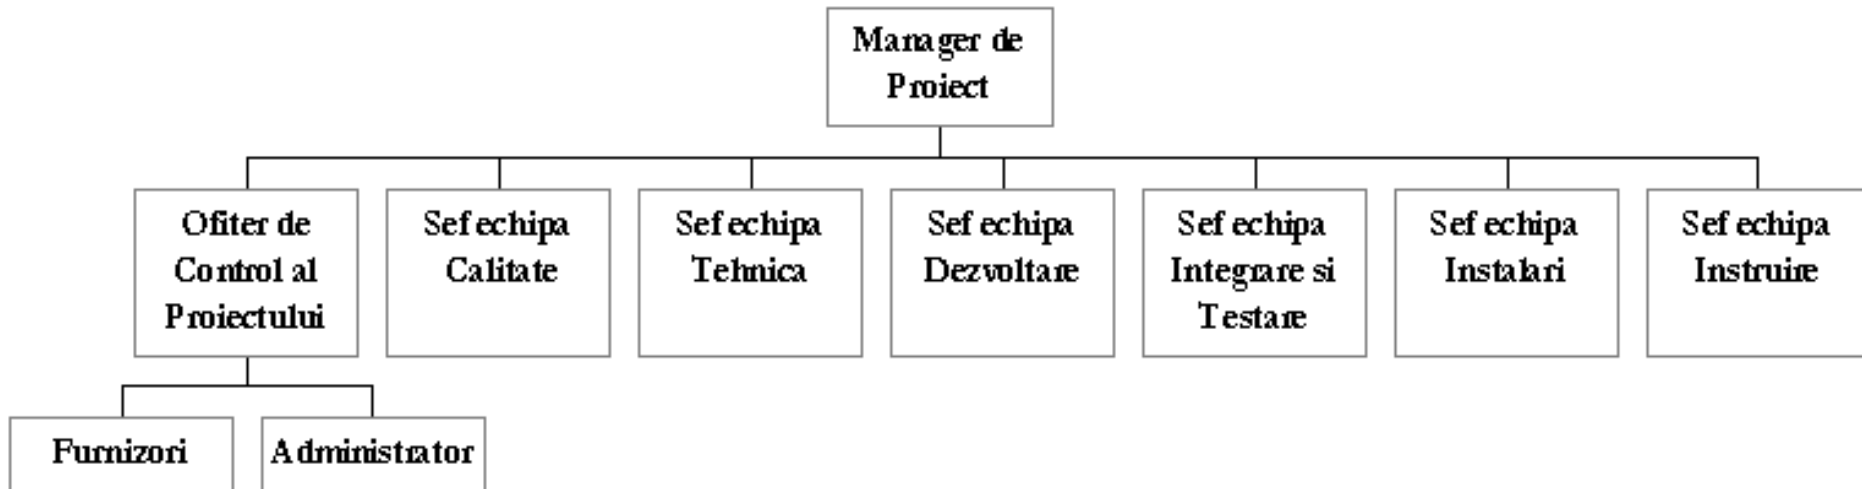 Manager de
Proiect
Ofiter de
Control al
Proiectului
Sef echipa
Calitate
Sef echipa
Tehnica
Sef echipa
Dezvoltare
Sef echipa
Integrare si
Testare
Sef echipa
Instalari
Sef echipa
Instruire
Furnizori
Administrator